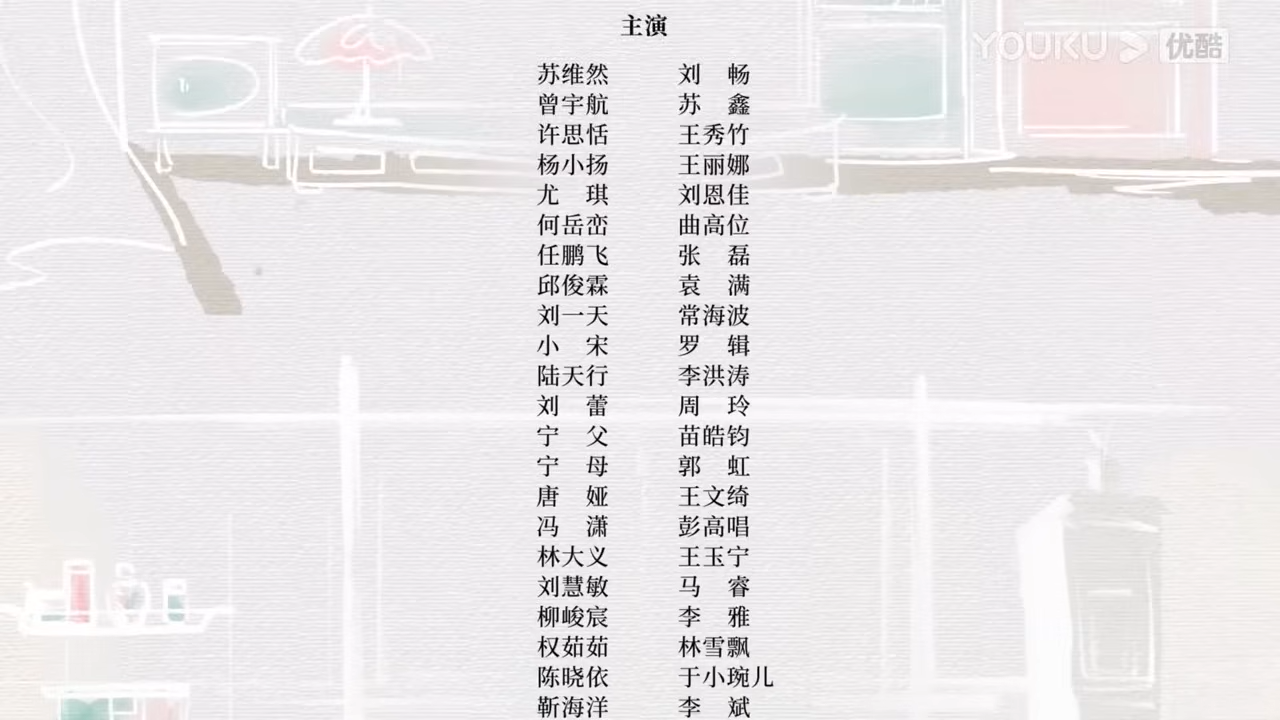 主演
YOUKU 优酷
苏维然 刘畅
曾宇航 苏鑫
许思恬 王秀竹
杨小扬 王丽娜
尤琪 刘恩佳
何岳峦 曲高位
任鹏飞 张磊
邱俊霖 袁满
刘一天 常海波
小宋 罗辑
陆天行 李洪涛
刘蕾 周玲
宁父 苗皓钧
宁母 郭虹
唐娅 王文绮
冯潇 彭高唱
林大义 王玉宁
刘慧敏 马睿
柳峻宸 李雅
权茹茹 林雪飘
陈晓依 于小琬儿
靳海洋 李斌